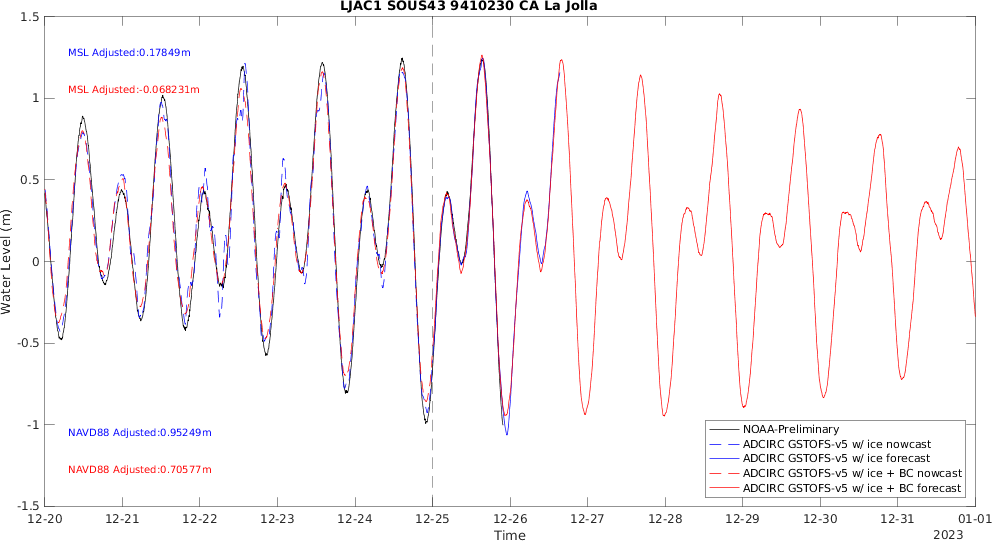 LJAC1 SOUS43 9410230 CA La Jolla
1.5
1
0.5
0
-0.5
-1
-1.5
Water Level (m)
MSL Adjusted:0.17849m
MSL Adjusted:-0.068231m
NAVD88 Adjusted:0.95249m
NAVD88 Adjusted:0.70577m
NOAA-Preliminary
ADCIRC GSTOFS-v5 w/ ice nowcast
ADCIRC GSTOFS-v5 w/ ice forecast
ADCIRC GSTOFS-v5 w/ ice + BC nowcast
ADCIRC GSTOFS-v5 w/ ice + BC forecast
12-20 12-21 12-22 12-23 12-24 12-25 12-26 12-27 12-28 12-29 12-30 12-31 01-01
Time
2023